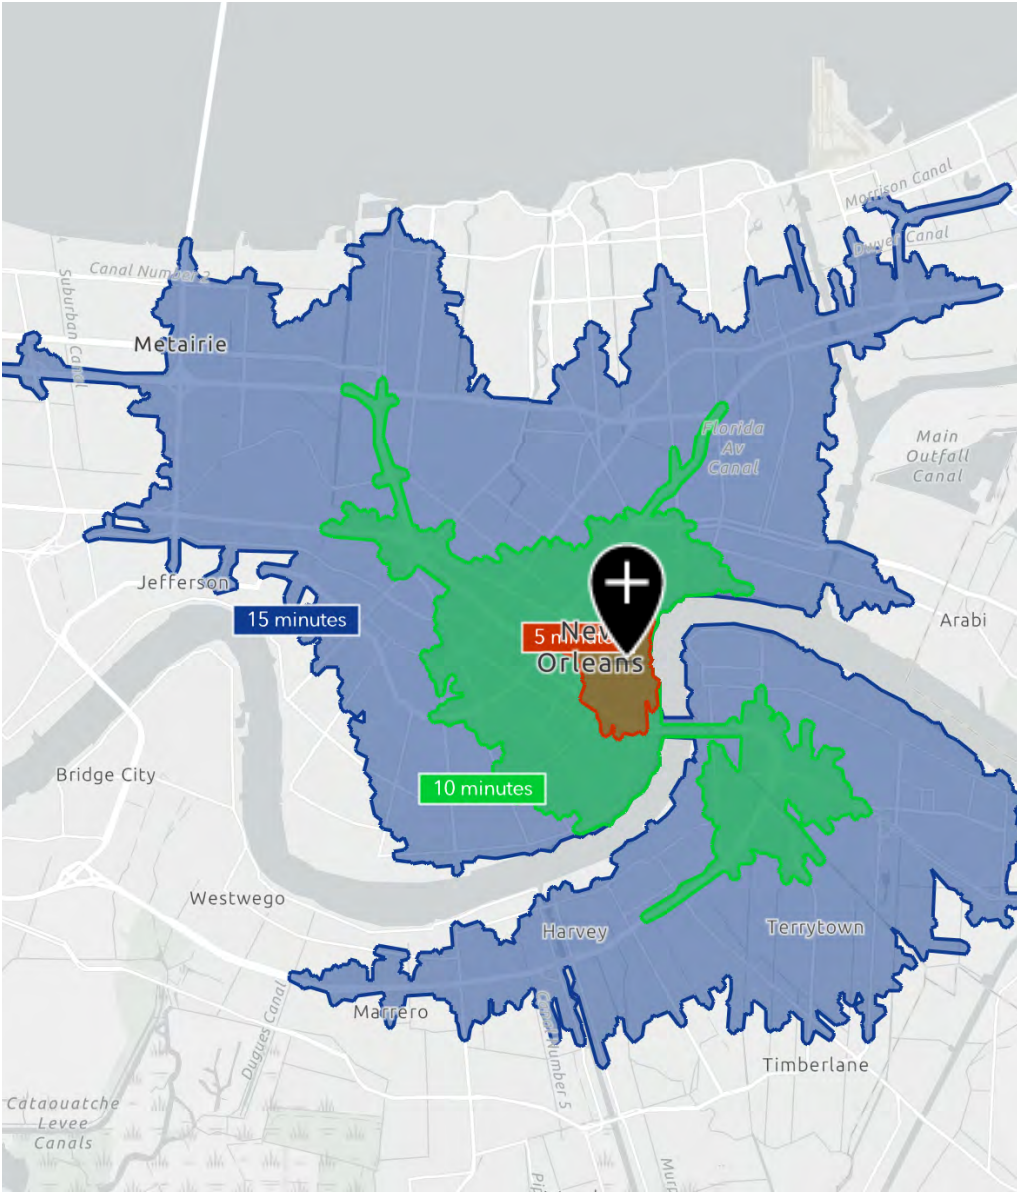 Morrison Canal
Dwyer Canal
Canal Number 2
Suburban Canal
Metairie
Florida
Av
Canal
Main
Outfall
Canal
Jefferson
15 minutes
Arabi
5 minutes
New
Orleans
Bridge City
10 minutes
Westwego
Harvey
Terrytown
Marrero
Dugues Canal
Number 5
Timberlane
Cataouatche
Levee
Canals